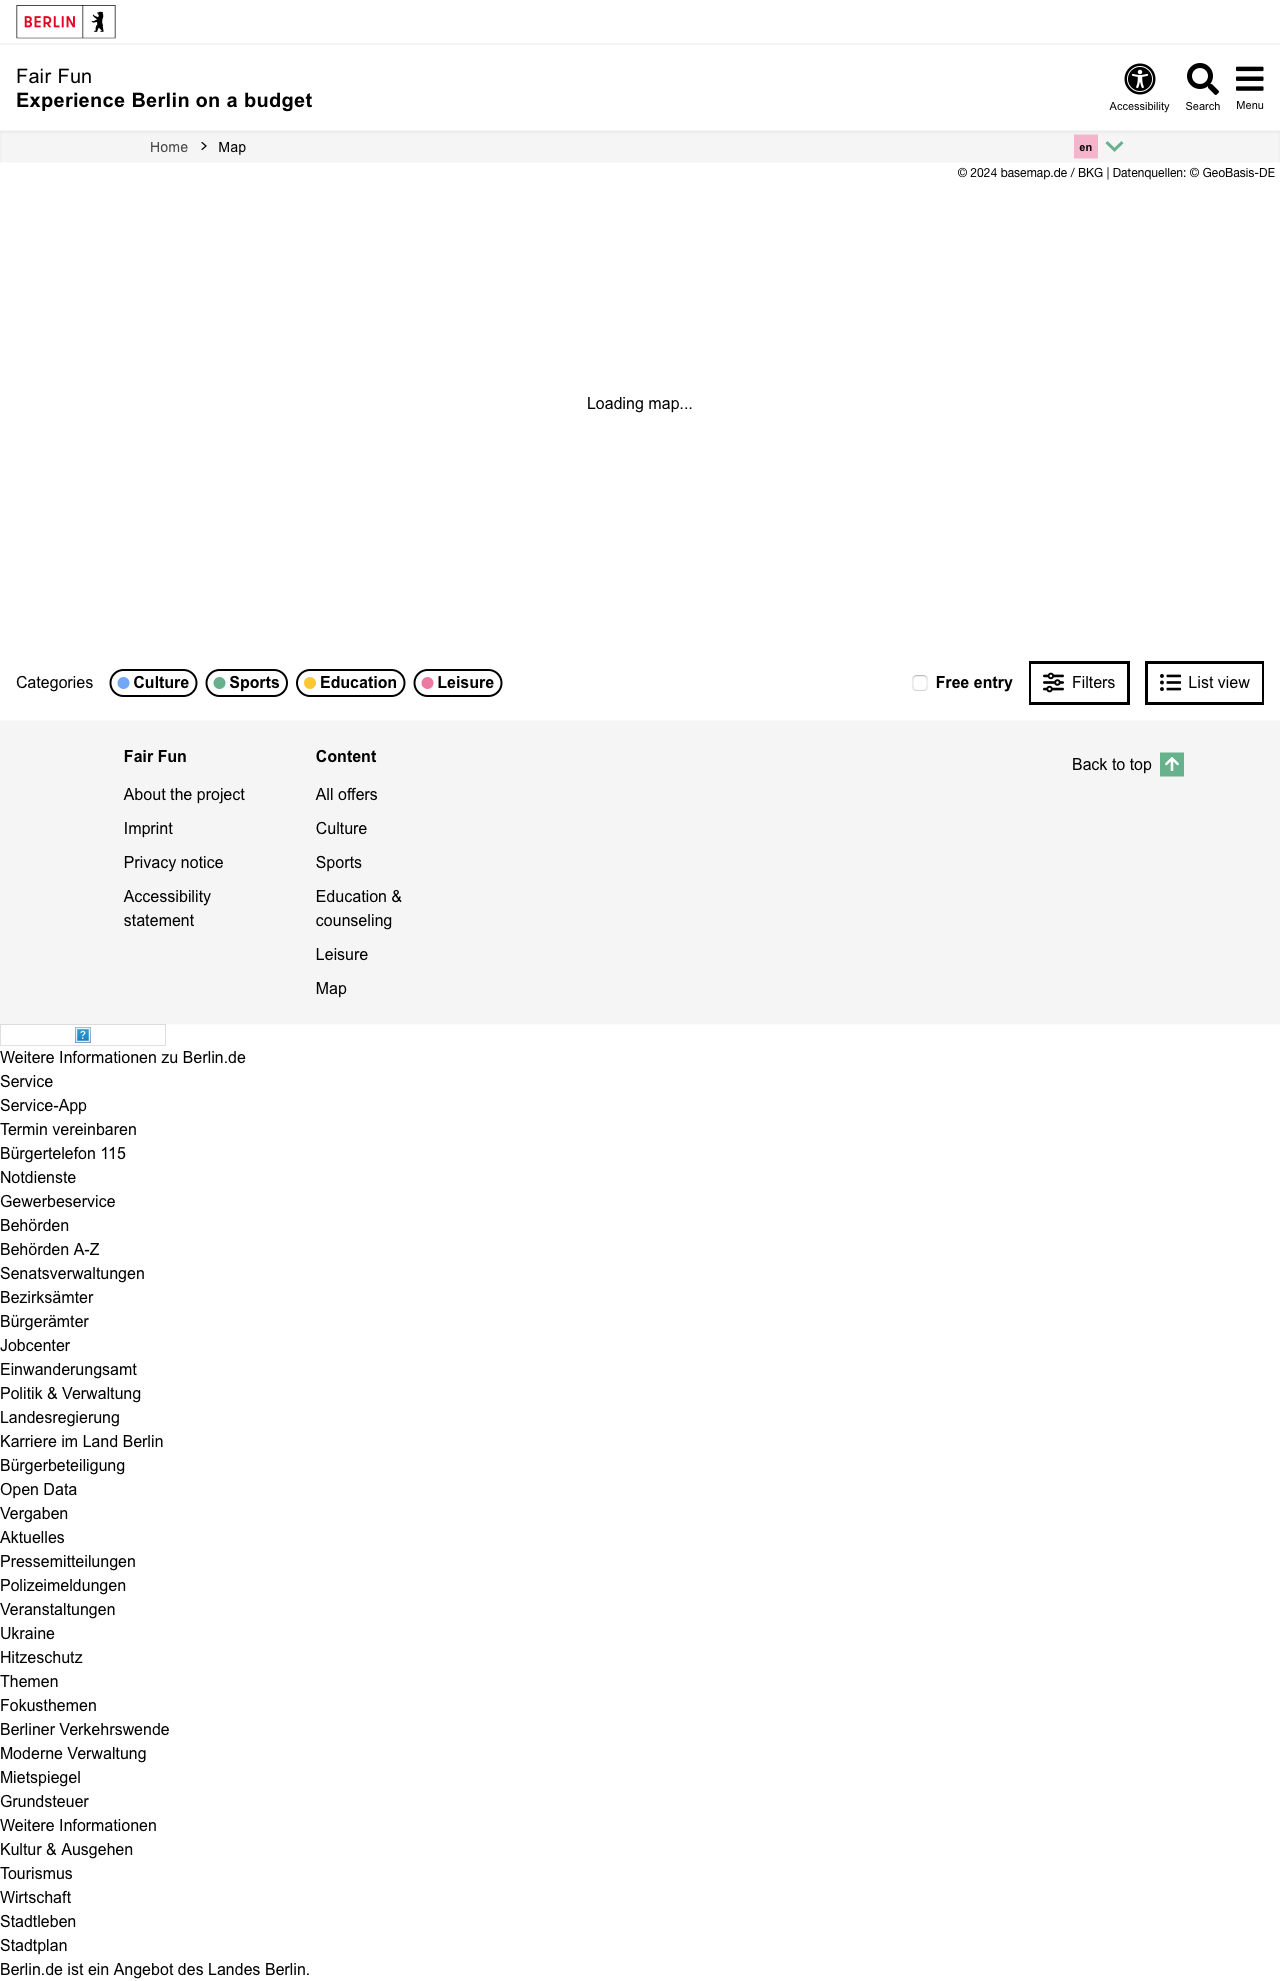 BERLIN
Fair Fun
Experience Berlin on a budget
Accessibility
Search
Menu
Home
Map
en
© 2024 basemap.de / BKG | Datenquellen: © GeoBasis-DE
Loading map...
Categories
Culture
Sports
Education
Leisure
Free entry
Filters
List view
Fair Fun
About the project
Imprint
Privacy notice
Accessibility
statement
Content
All offers
Culture
Sports
Education &
counseling
Leisure
Map
Back to top
?
Weitere Informationen zu Berlin.de
Service
Service-App
Termin vereinbaren
Bürgertelefon 115
Notdienste
Gewerbeservice
Behörden
Behörden A-Z
Senatsverwaltungen
Bezirksämter
Bürgerämter
Jobcenter
Einwanderungsamt
Politik & Verwaltung
Landesregierung
Karriere im Land Berlin
Bürgerbeteiligung
Open Data
Vergaben
Aktuelles
Pressemitteilungen
Polizeimeldungen
Veranstaltungen
Ukraine
Hitzeschutz
Themen
Fokusthemen
Berliner Verkehrswende
Moderne Verwaltung
Mietspiegel
Grundsteuer
Weitere Informationen
Kultur & Ausgehen
Tourismus
Wirtschaft
Stadtleben
Stadtplan
Berlin.de ist ein Angebot des Landes Berlin.